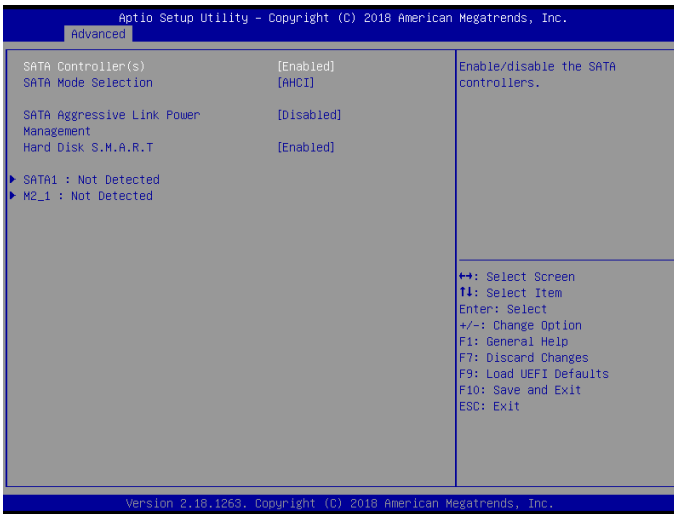 Aptio Setup Utility – Copyright (C) 2018 American Megatrends, Inc.
Advanced
SATA Controller(s) [Enabled]
SATA Mode Selection [AHCI]
SATA Aggressive Link Power [Disabled]
Management
Hard Disk S.M.A.R.T [Enabled]
▶ SATA1 : Not Detected
▶ M2_1 : Not Detected
Enable/disable the SATA
controllers.
↔: Select Screen
↑↓: Select Item
Enter: Select
+/-: Change Option
F1: General Help
F7: Discard Changes
F9: Load UEFI Defaults
F10: Save and Exit
ESC: Exit
Version 2.18.1263. Copyright (C) 2018 American Megatrends, Inc.